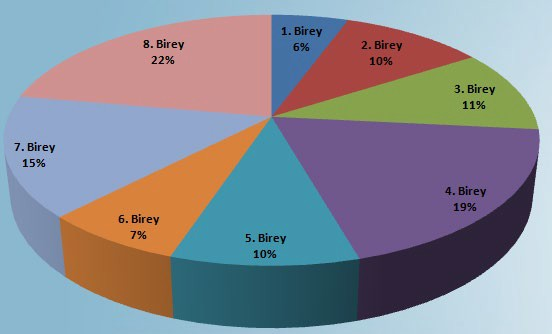 1. Birey
6%
2. Birey
10%
3. Birey
11%
4. Birey
19%
5. Birey
10%
6. Birey
7%
7. Birey
15%
8. Birey
22%